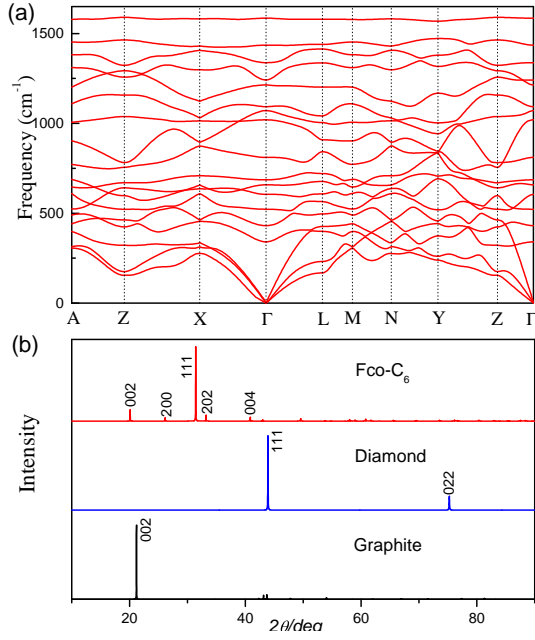 (a)
1500
1000
500
0
Frequency (cm⁻¹)
A Z X Γ L M N Y Z Γ
(b)
Intensity
002 200 111 202 004
Fco-C₆
111 022
Diamond
002
Graphite
20 40 60 80
2θ/deg